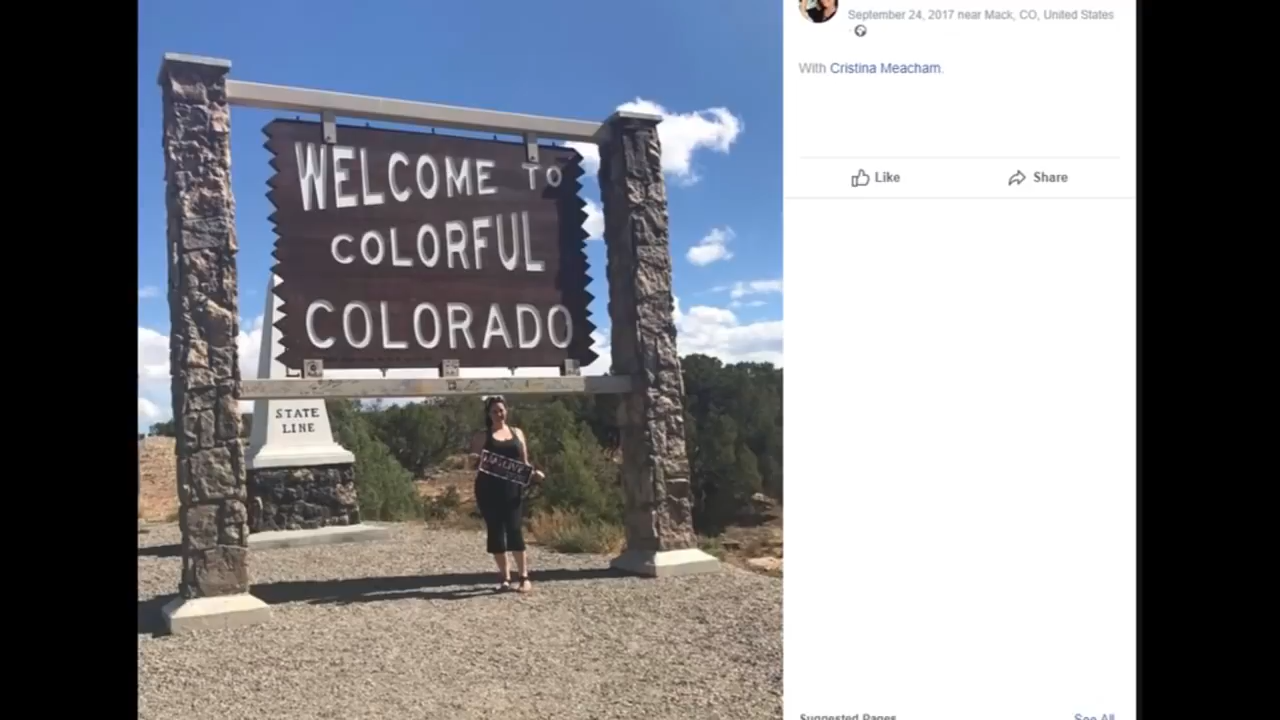 WELCOME TO
COLORFUL
COLORADO
STATE
LINE
September 24, 2017 near Mack, CO, United States
With Cristina Meacham.
Like
Share
Suggested Pages
See All